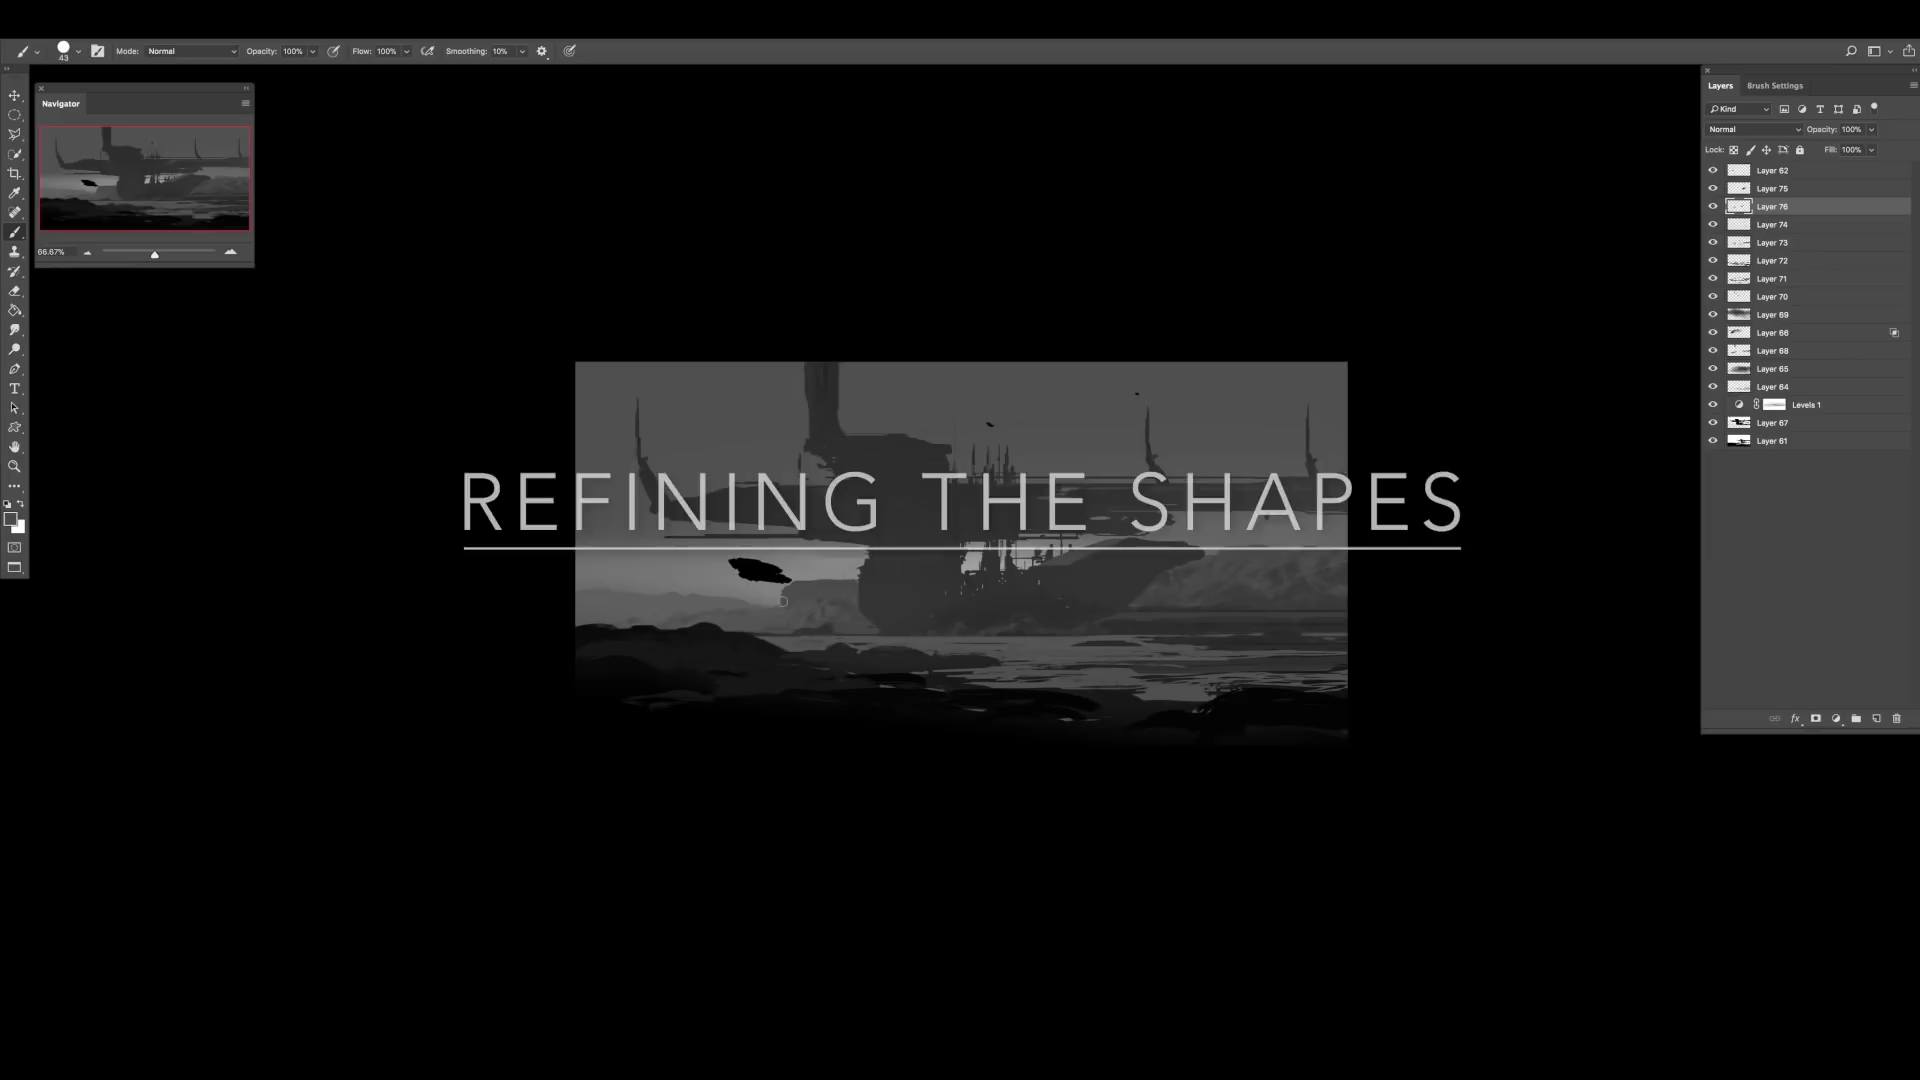 Mode: Normal Opacity: 100% Flow: 100% Smoothing: 10%
43
Navigator
66.67%
REFINING THE SHAPES
Layers Brush Settings
Kind
Normal Opacity: 100%
Lock: Fill: 100%
Layer 62
Layer 75
Layer 76
Layer 74
Layer 73
Layer 72
Layer 71
Layer 70
Layer 69
Layer 66
Layer 68
Layer 65
Layer 64
Levels 1
Layer 67
Layer 61
fx